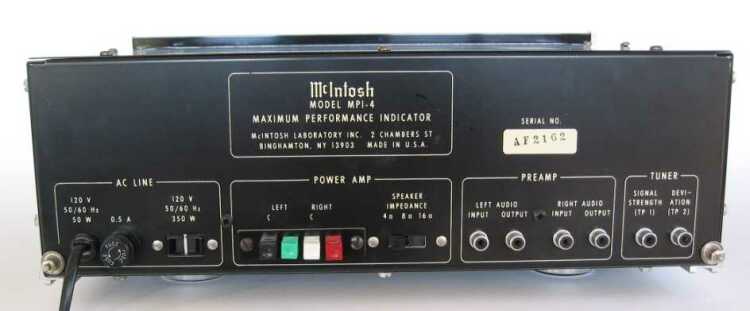 McIntosh
MODEL MPI-4
MAXIMUM PERFORMANCE INDICATOR
McINTOSH LABORATORY INC. 2 CHAMBERS ST
BINGHAMTON, NY 13903 MADE IN U.S.A.
SERIAL NO.
AF2162
AC LINE
120 V
50/60 Hz
50 W
0.5 A
120 V
50/60 Hz
350 W
POWER AMP
LEFT
C
RIGHT
C
SPEAKER
IMPEDANCE
4Ω 8Ω 16Ω
PREAMP
LEFT AUDIO
INPUT OUTPUT
RIGHT AUDIO
INPUT OUTPUT
TUNER
SIGNAL
STRENGTH
(TP 1)
DEVI-
ATION
(TP 2)